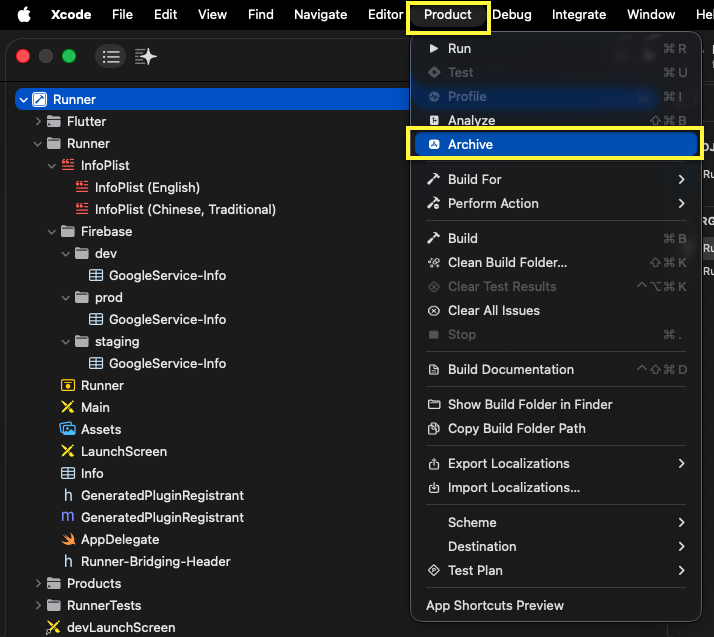 Xcode File Edit View Find Navigate Editor Product Debug Integrate Window
Run ⌘R
Test ⌘U
Profile ⌘I
Analyze ⇧⌘B
Archive
Build For
Perform Action
Build ⌘B
Clean Build Folder... ⇧⌘K
Clear Test Results ^⌥⌘K
Clear All Issues
Stop ⌘.
Build Documentation ^⇧⌘D
Show Build Folder in Finder
Copy Build Folder Path
Export Localizations
Import Localizations...
Scheme
Destination
Test Plan
App Shortcuts Preview
Runner
Flutter
Runner
InfoPlist
InfoPlist (English)
InfoPlist (Chinese, Traditional)
Firebase
dev
GoogleService-Info
prod
GoogleService-Info
staging
GoogleService-Info
Runner
Main
Assets
LaunchScreen
Info
h GeneratedPluginRegistrant
m GeneratedPluginRegistrant
AppDelegate
h Runner-Bridging-Header
Products
RunnerTests
devLaunchScreen